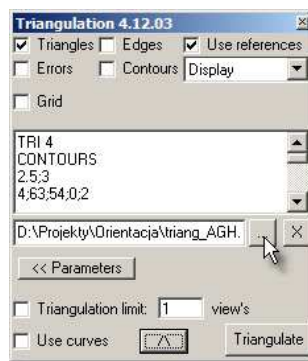 Triangulation 4.12.03
Triangles Edges Use references
Errors Contours Display
Grid
TRI 4
CONTOURS
2.5;3
4;63;54;0;2
D:\Projekty\Orientacja\triang_AGH. ... X
<< Parameters
Triangulation limit: 1 view's
Use curves Triangulate